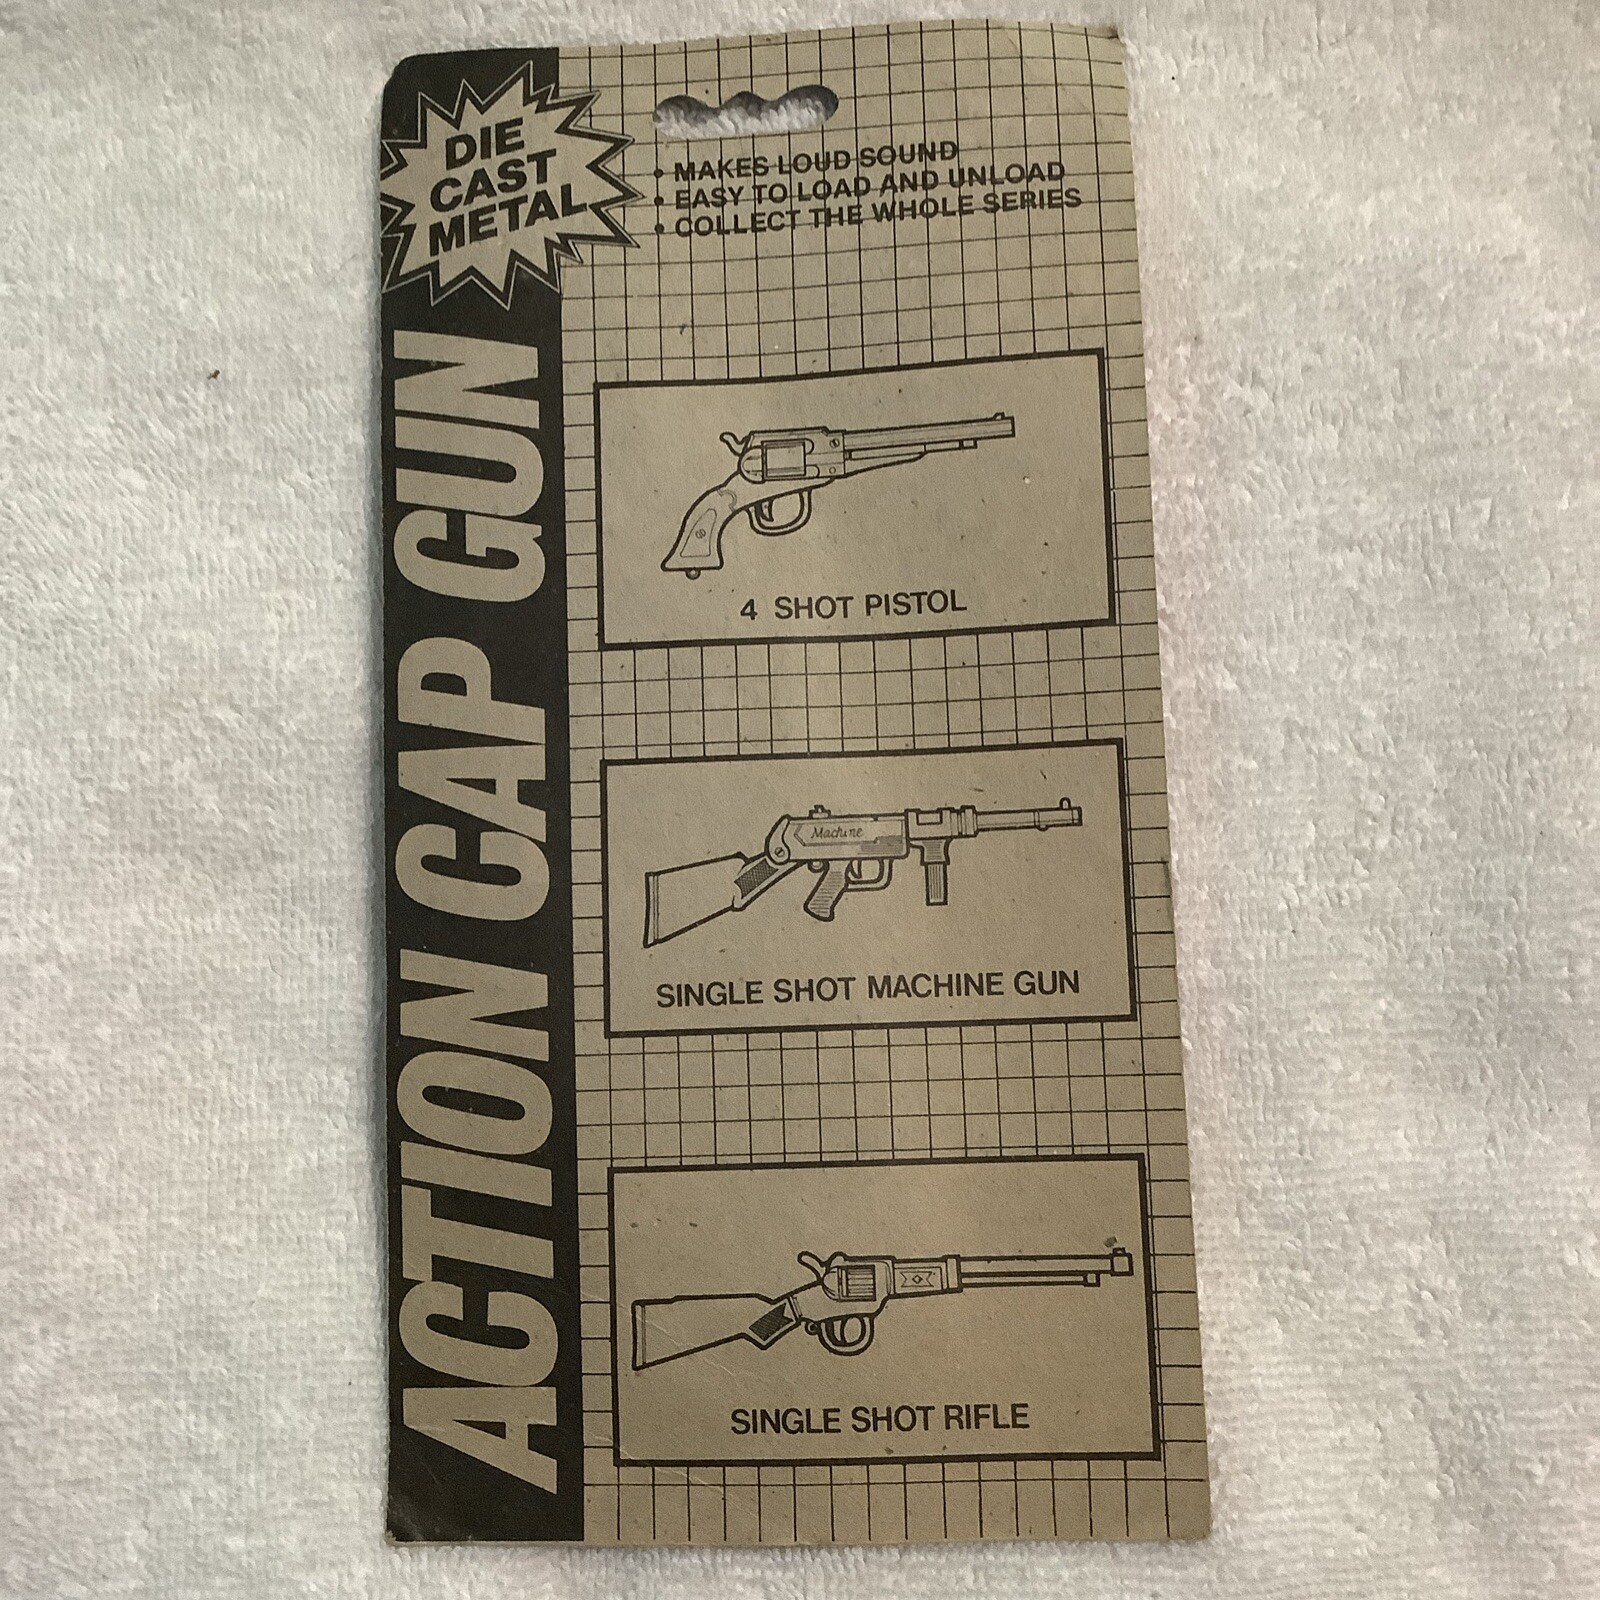 DIE
CAST
METAL
• MAKES LOUD SOUND
• EASY TO LOAD AND UNLOAD
• COLLECT THE WHOLE SERIES
ACTION CAP GUN
4 SHOT PISTOL
Machine
SINGLE SHOT MACHINE GUN
SINGLE SHOT RIFLE